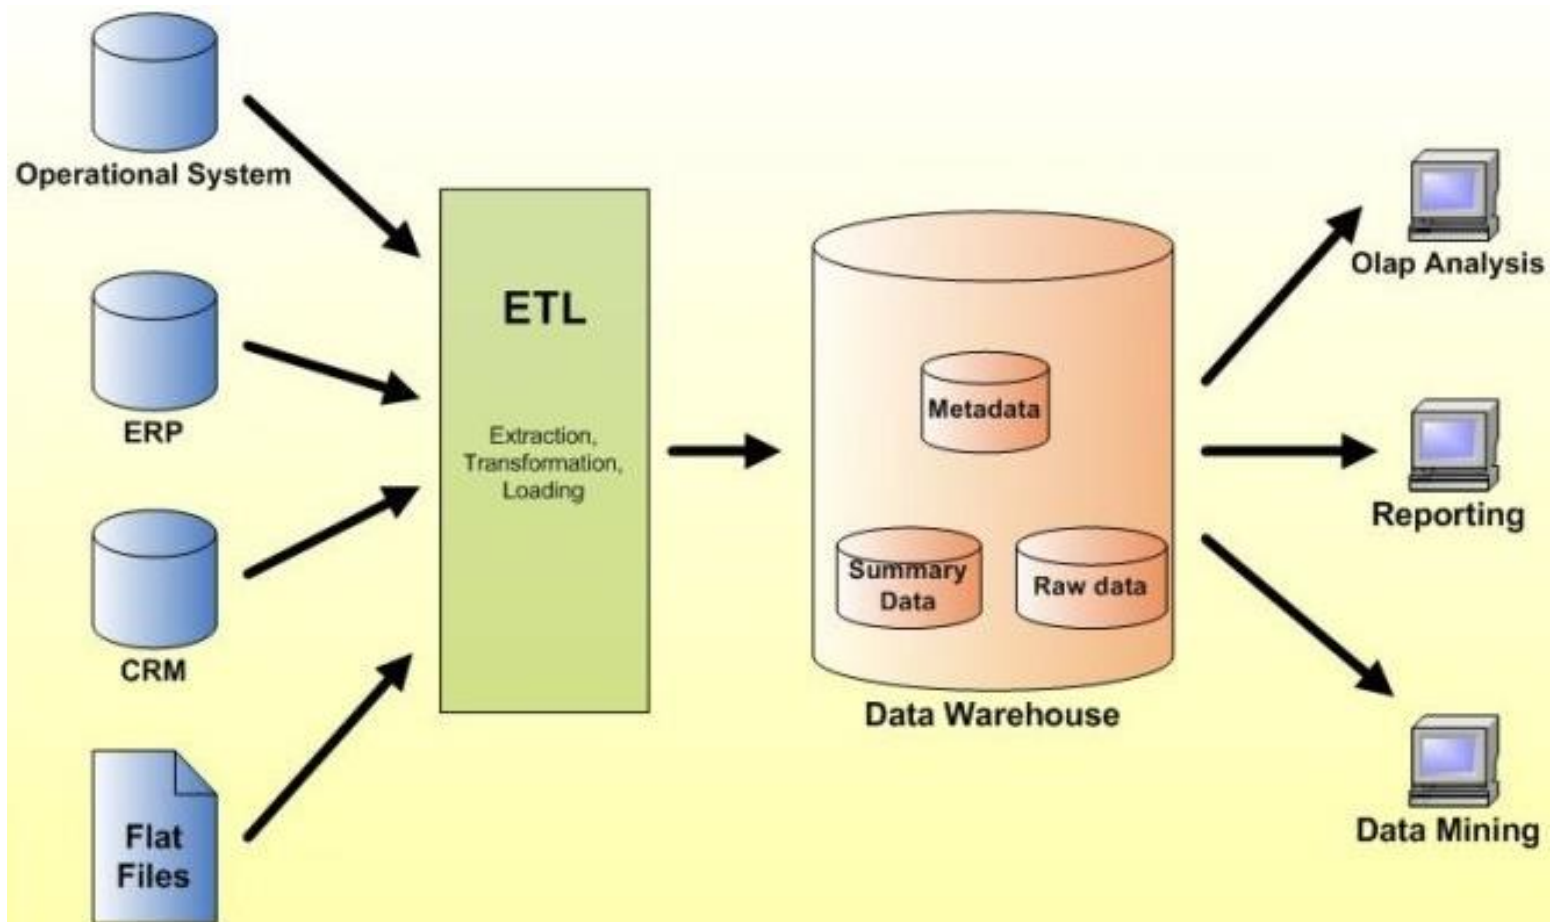 Operational System
ERP
CRM
Flat
Files
ETL
Extraction,
Transformation,
Loading
Metadata
Summary
Data
Raw data
Data Warehouse
Olap Analysis
Reporting
Data Mining